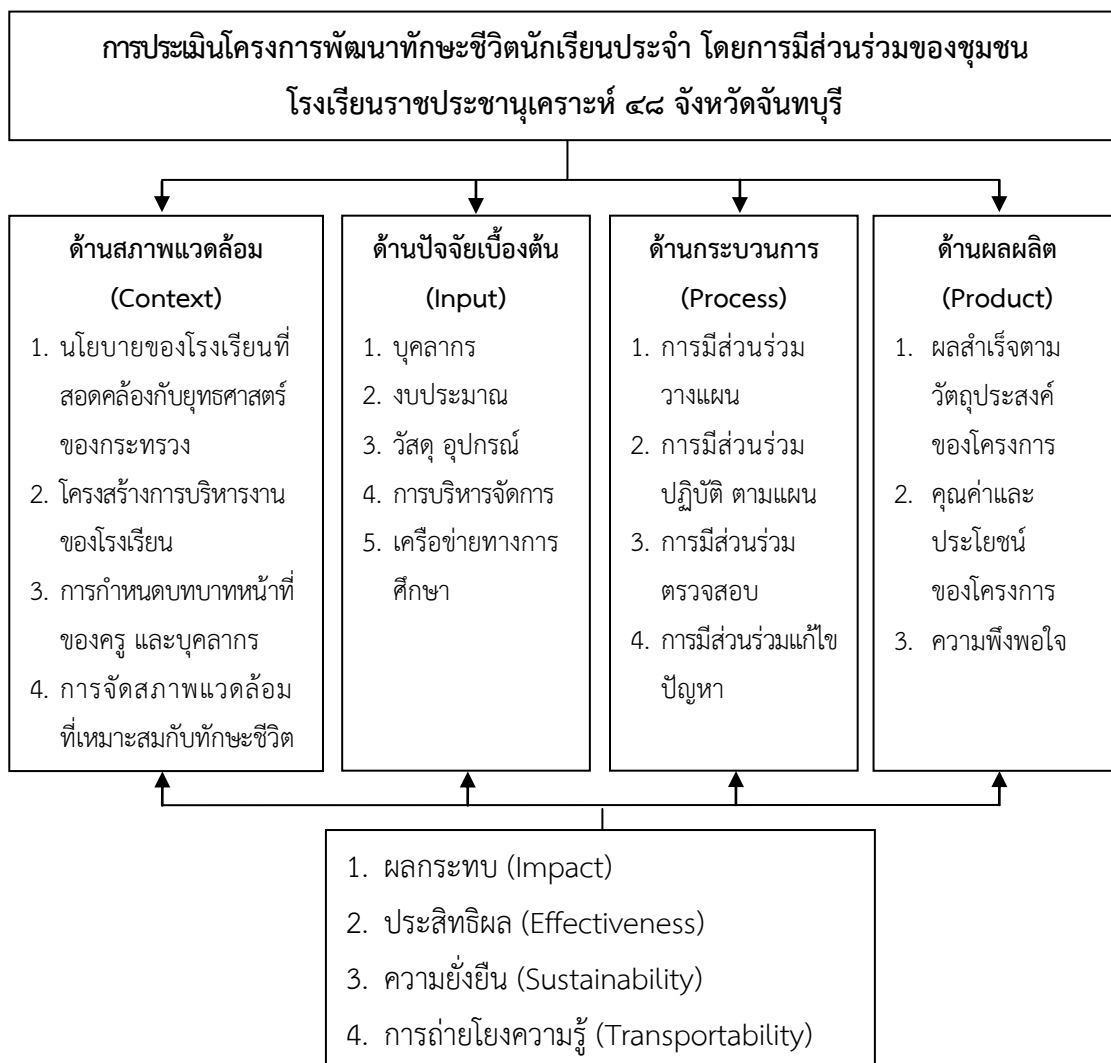 การประเมินโครงการพัฒนาทักษะชีวิตนักเรียนประจำ โดยการมีส่วนร่วมของชุมชน
โรงเรียนราชประชานุเคราะห์ ๔๘ จังหวัดจันทบุรี
ด้านสภาพแวดล้อม
(Context)
1. นโยบายของโรงเรียนที่
สอดคล้องกับยุทธศาสตร์
ของกระทรวง
2. โครงสร้างการบริหารงาน
ของโรงเรียน
3. การกำหนดบทบาทหน้าที่
ของครู และบุคลากร
4. การจัดสภาพแวดล้อม
ที่เหมาะสมกับทักษะชีวิต
ด้านปัจจัยเบื้องต้น
(Input)
1. บุคลากร
2. งบประมาณ
3. วัสดุ อุปกรณ์
4. การบริหารจัดการ
5. เครือข่ายทางการ
ศึกษา
ด้านกระบวนการ
(Process)
1. การมีส่วนร่วม
วางแผน
2. การมีส่วนร่วม
ปฏิบัติ ตามแผน
3. การมีส่วนร่วม
ตรวจสอบ
4. การมีส่วนร่วมแก้ไข
ปัญหา
ด้านผลผลิต
(Product)
1. ผลสำเร็จตาม
วัตถุประสงค์
ของโครงการ
2. คุณค่าและ
ประโยชน์
ของโครงการ
3. ความพึงพอใจ
1. ผลกระทบ (Impact)
2. ประสิทธิผล (Effectiveness)
3. ความยั่งยืน (Sustainability)
4. การถ่ายโยงความรู้ (Transportability)